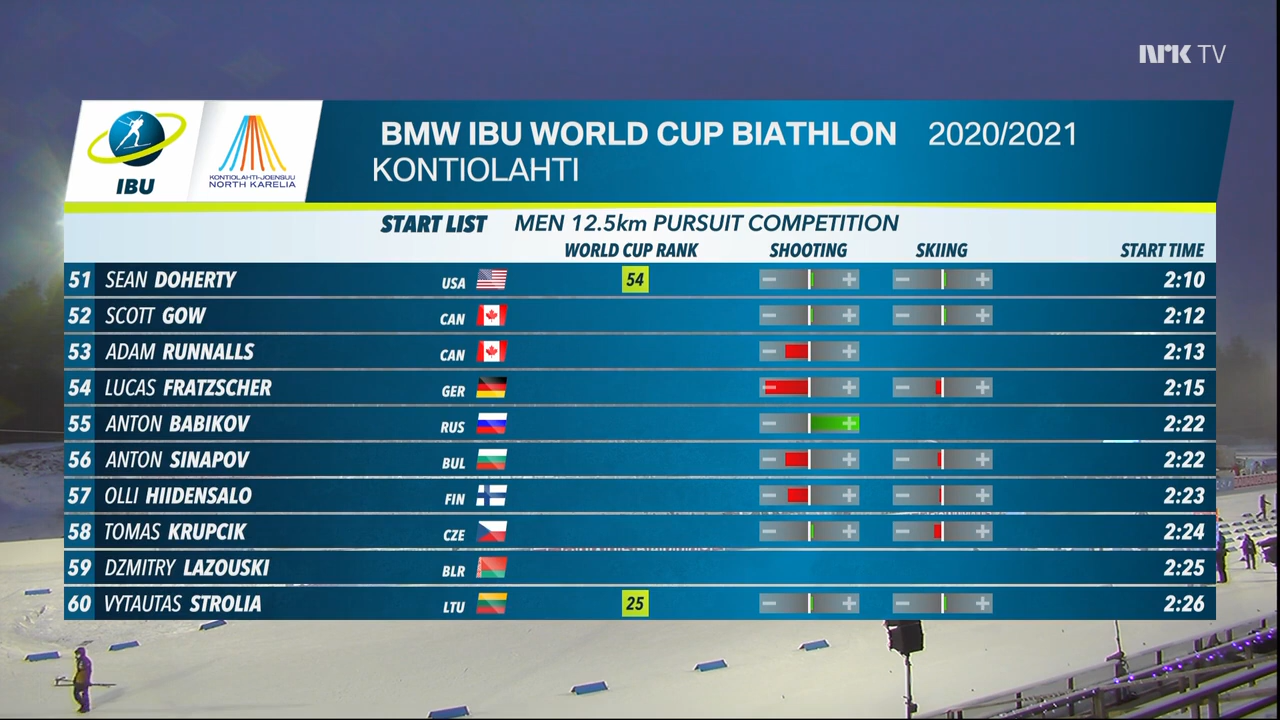 NRK TV
BMW IBU WORLD CUP BIATHLON 2020/2021
KONTIOLAHTI
IBU
KONTIOLAHTI-JOENSUU
NORTH KARELIA
START LIST MEN 12.5km PURSUIT COMPETITION
WORLD CUP RANK SHOOTING SKIING START TIME
51 SEAN DOHERTY USA 54 − + − + 2:10
52 SCOTT GOW CAN − + − + 2:12
53 ADAM RUNNALLS CAN − + 2:13
54 LUCAS FRATZSCHER GER − + − + 2:15
55 ANTON BABIKOV RUS − + 2:22
56 ANTON SINAPOV BUL − + − + 2:22
57 OLLI HIIDENSALO FIN − + − + 2:23
58 TOMAS KRUPCIK CZE − + − + 2:24
59 DZMITRY LAZOUSKI BLR 2:25
60 VYTAUTAS STROLIA LTU 25 − + − + 2:26